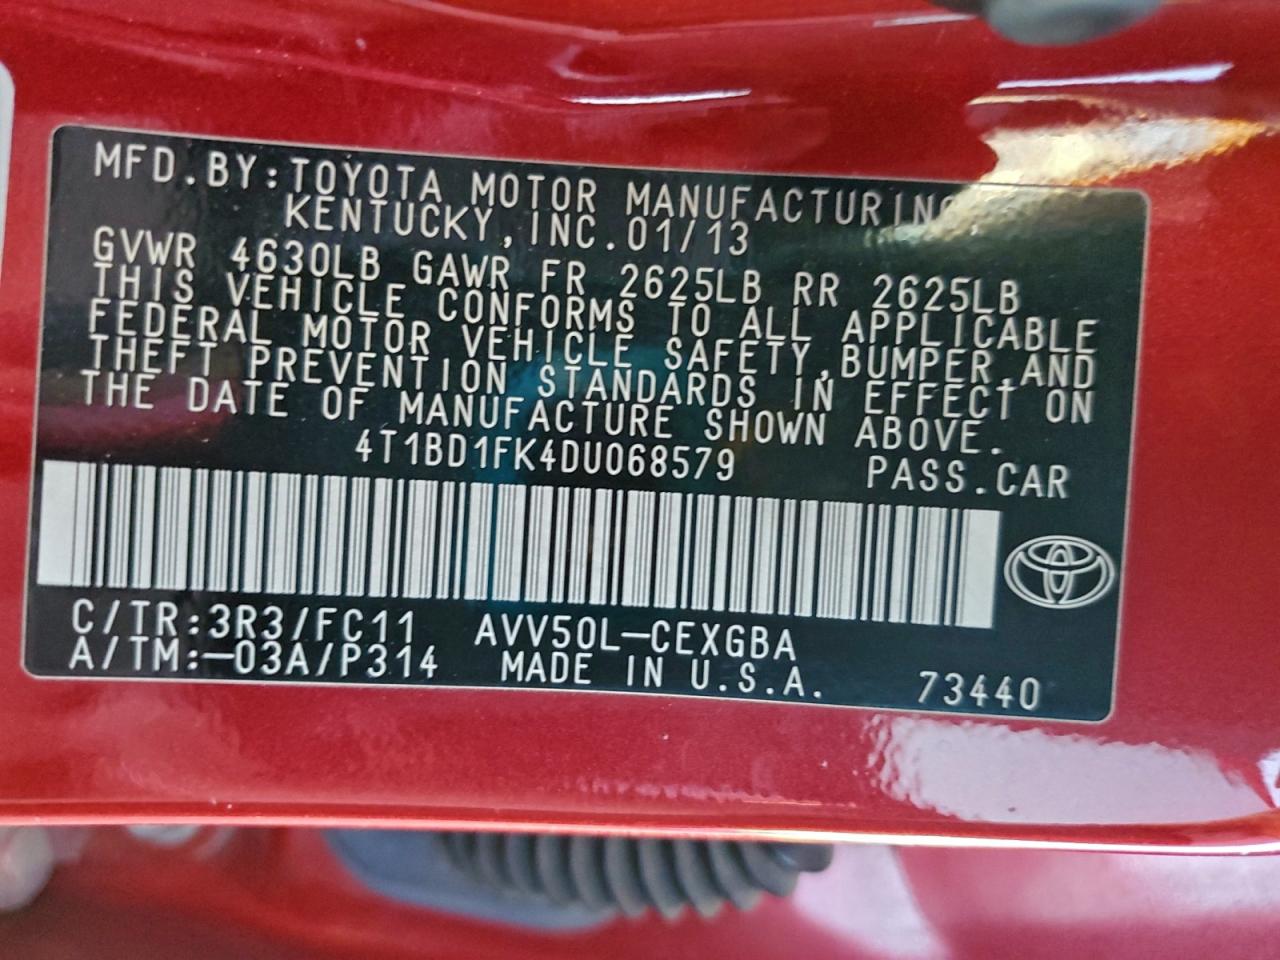 MFD.BY:TOYOTA MOTOR MANUFACTURING
KENTUCKY,INC.01/13
GVWR 4630LB GAWR FR 2625LB RR 2625LB
THIS VEHICLE CONFORMS TO ALL APPLICABLE
FEDERAL MOTOR VEHICLE SAFETY,BUMPER,AND
THEFT PREVENTION STANDARDS IN EFFECT ON
THE DATE OF MANUFACTURE SHOWN ABOVE.
4T1BD1FK4DU068579 PASS.CAR
C/TR:3R3/FC11 AVV50L-CEXGBA
A/TM:-03A/P314 MADE IN U.S.A. 73440